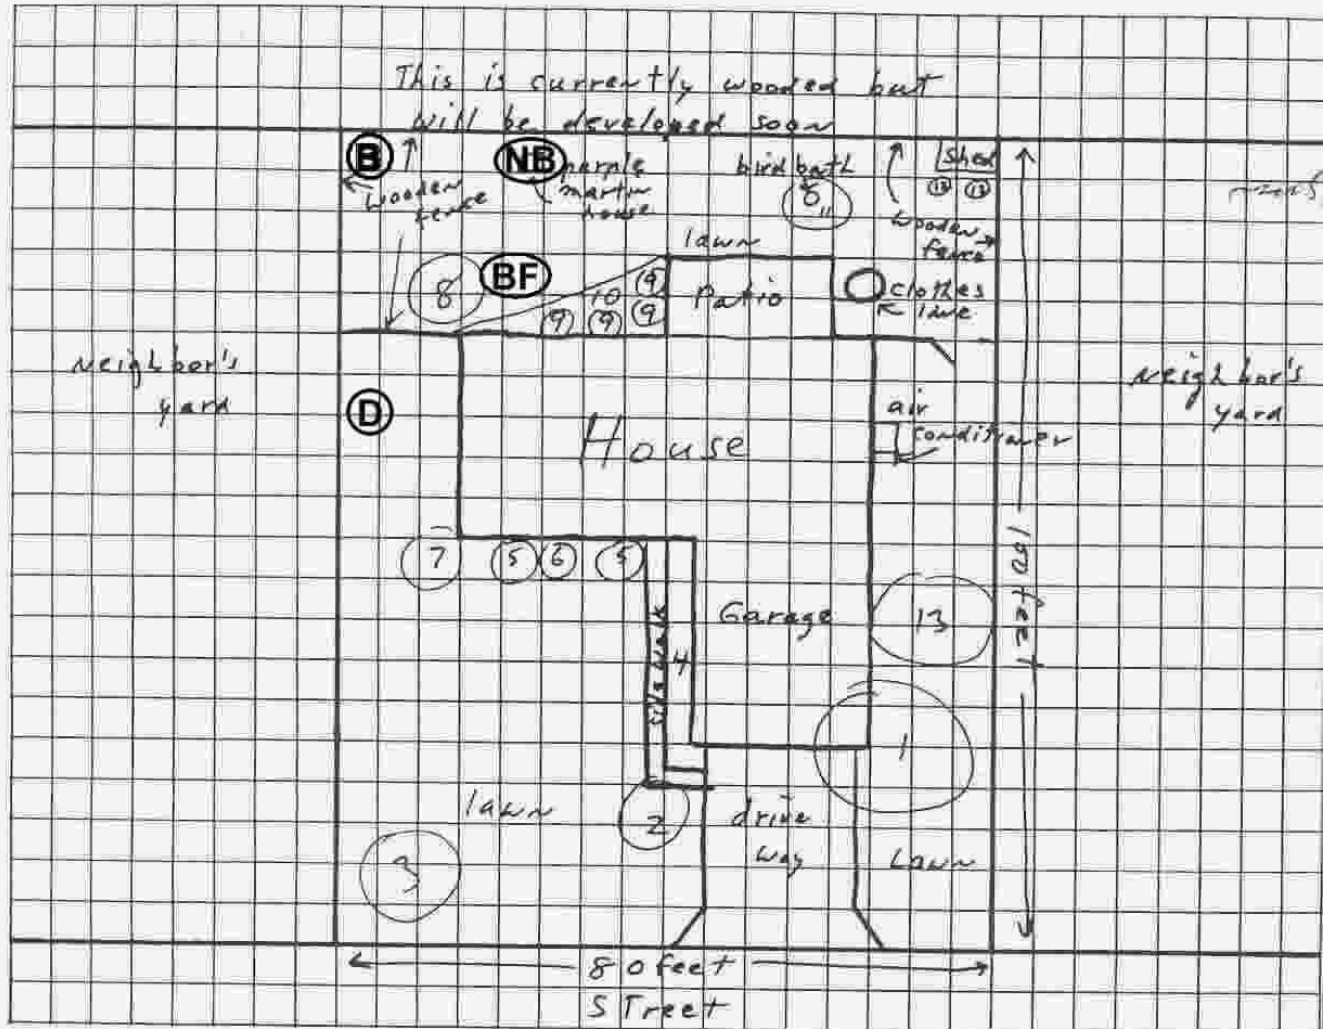 This is currently wooded but
will be developed soon
B
NB
purple
martin
house
bird bath
shed
wooden
fence
8
11
wooden
fence
lawn
8
BF
10
9
9
9
9
Patio
clothes
line
Neighbor's
yard
Neighbor's
yard
D
House
air
conditioner
7
5
6
5
sidewalk
4
Garage
13
150 feet
1
2
lawn
drive
way
Lawn
3
80 feet
STreet